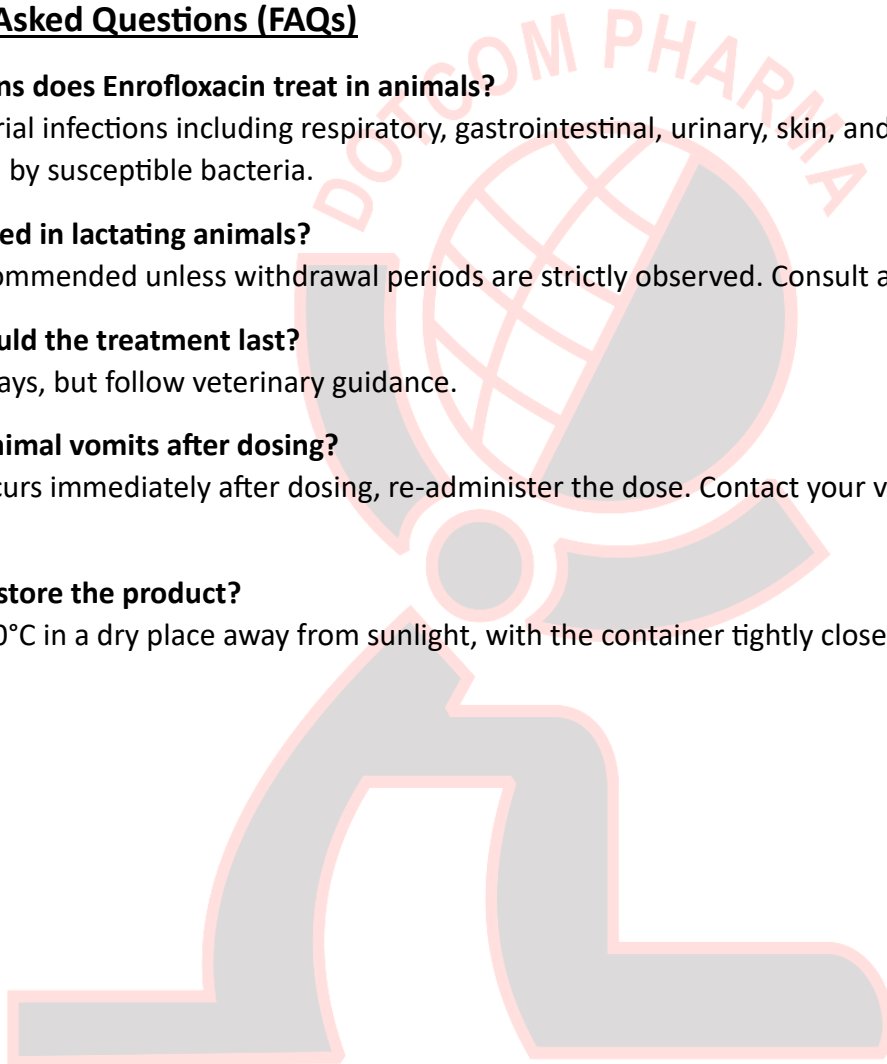 Asked Questions (FAQs)
ns does Enrofloxacin treat in animals?
rial infections including respiratory, gastrointestinal, urinary, skin, and
by susceptible bacteria.
ed in lactating animals?
ommended unless withdrawal periods are strictly observed. Consult a
uld the treatment last?
ays, but follow veterinary guidance.
nimal vomits after dosing?
curs immediately after dosing, re-administer the dose. Contact your v
store the product?
0°C in a dry place away from sunlight, with the container tightly close
DOTCOM PHARMA